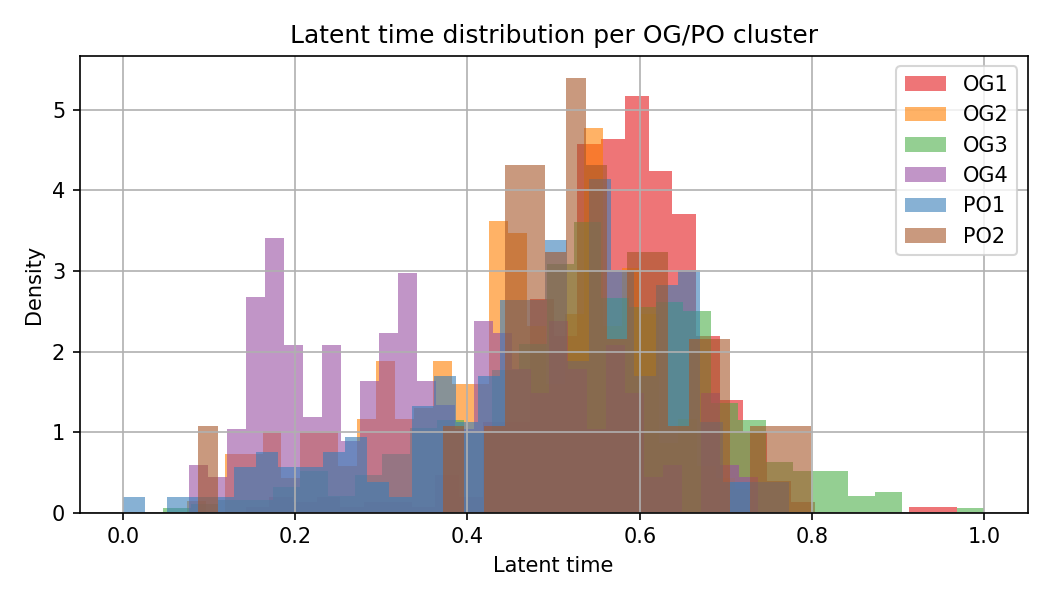 Latent time distribution per OG/PO cluster
OG1
OG2
OG3
OG4
PO1
PO2
Density
5
4
3
2
1
0
0.0
0.2
0.4
0.6
0.8
1.0
Latent time